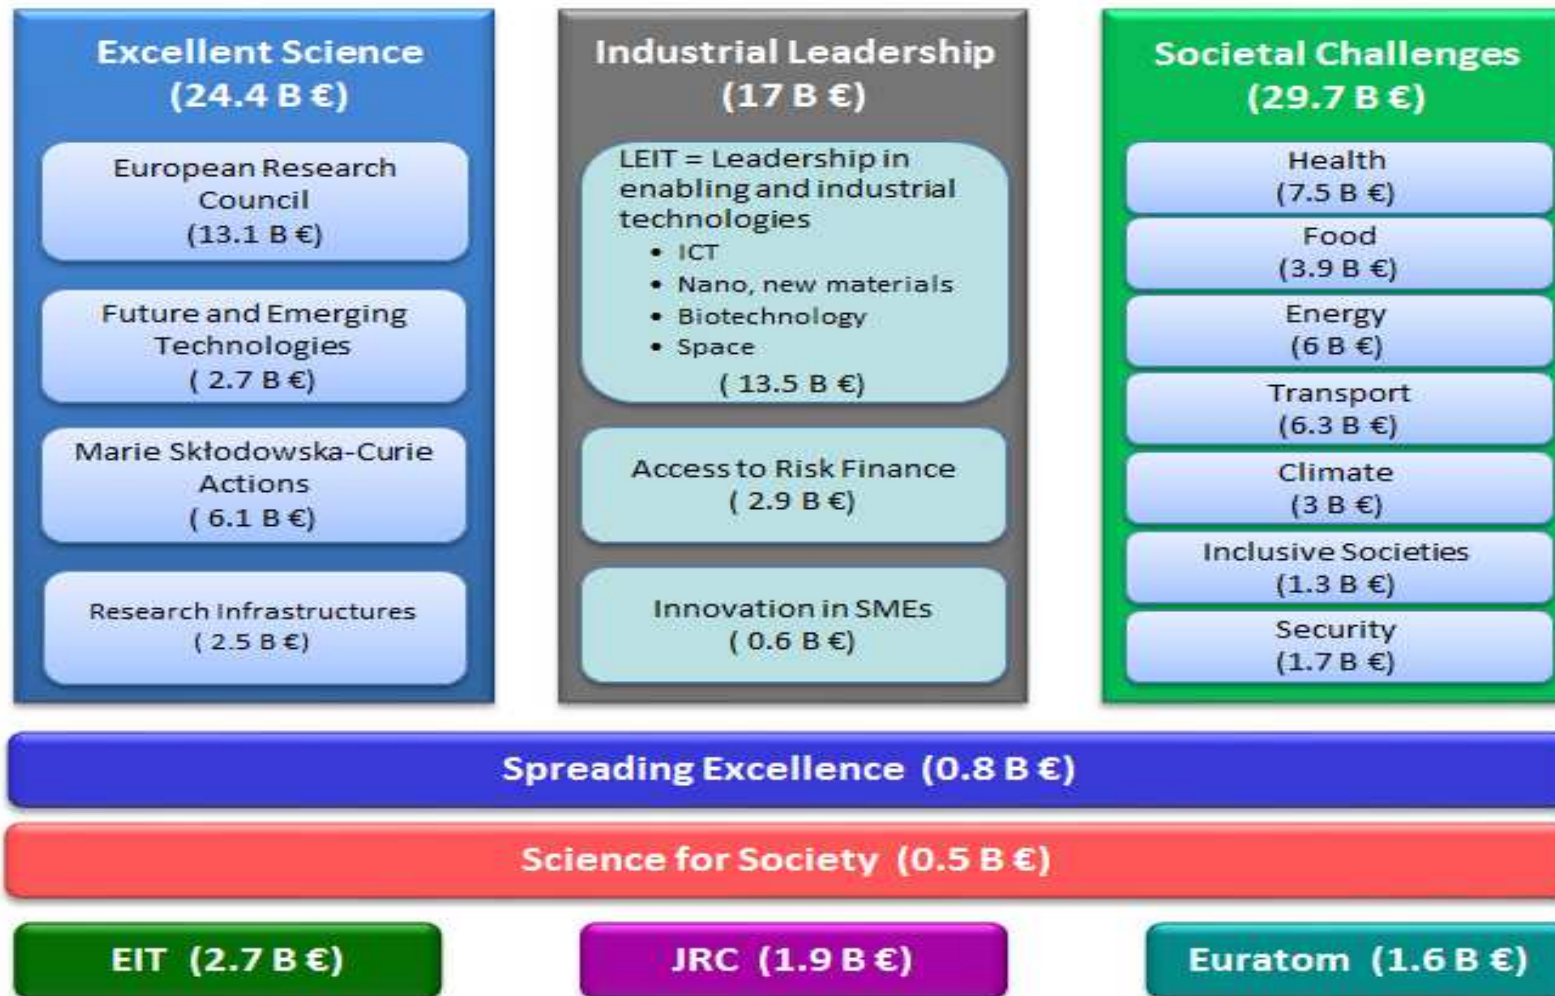 Excellent Science
(24.4 B €)
European Research
Council
(13.1 B €)
Future and Emerging
Technologies
( 2.7 B €)
Marie Skłodowska-Curie
Actions
( 6.1 B €)
Research Infrastructures
( 2.5 B €)
Industrial Leadership
(17 B €)
LEIT = Leadership in
enabling and industrial
technologies
• ICT
• Nano, new materials
• Biotechnology
• Space
( 13.5 B €)
Access to Risk Finance
( 2.9 B €)
Innovation in SMEs
( 0.6 B €)
Societal Challenges
(29.7 B €)
Health
(7.5 B €)
Food
(3.9 B €)
Energy
(6 B €)
Transport
(6.3 B €)
Climate
(3 B €)
Inclusive Societies
(1.3 B €)
Security
(1.7 B €)
Spreading Excellence (0.8 B €)
Science for Society (0.5 B €)
EIT (2.7 B €)
JRC (1.9 B €)
Euratom (1.6 B €)